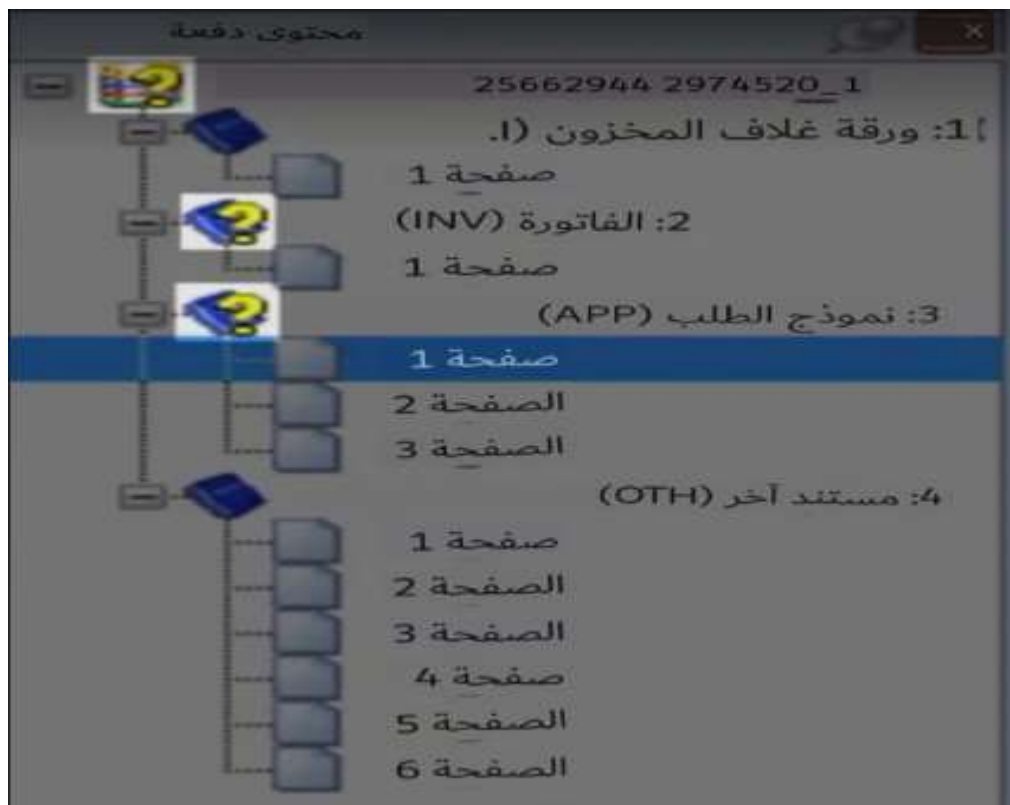 محتوى دفعة
25662944 2974520_1
1: ورقة غلاف المخزون (ا.
صفحة 1
2: الفاتورة (INV)
صفحة 1
3: نموذج الطلب (APP)
صفحة 1
الصفحة 2
الصفحة 3
4: مستند آخر (OTH)
صفحة 1
الصفحة 2
الصفحة 3
صفحة 4
الصفحة 5
الصفحة 6